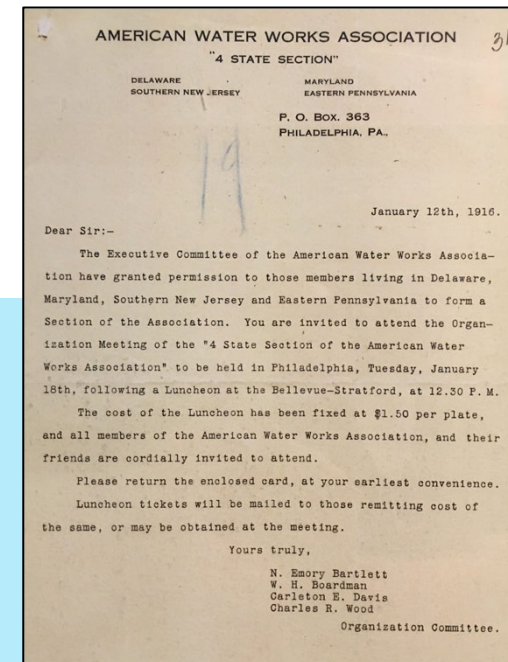 AMERICAN WATER WORKS ASSOCIATION
"4 STATE SECTION"
DELAWARE MARYLAND
SOUTHERN NEW JERSEY EASTERN PENNSYLVANIA
P. O. BOX. 363
PHILADELPHIA, PA.,
19
January 12th, 1916.
Dear Sir:-
The Executive Committee of the American Water Works Associa-
tion have granted permission to those members living in Delaware,
Maryland, Southern New Jersey and Eastern Pennsylvania to form a
Section of the Association. You are invited to attend the Organ-
ization Meeting of the "4 State Section of the American Water
Works Association" to be held in Philadelphia, Tuesday, January
18th, following a Luncheon at the Bellevue-Stratford, at 12.30 P.M.
The cost of the Luncheon has been fixed at $1.50 per plate,
and all members of the American Water Works Association, and their
friends are cordially invited to attend.
Please return the enclosed card, at your earliest convenience.
Luncheon tickets will be mailed to those remitting cost of
the same, or may be obtained at the meeting.
Yours truly,
N. Emory Bartlett
W. H. Boardman
Carleton E. Davis
Charles R. Wood
Organization Committee.